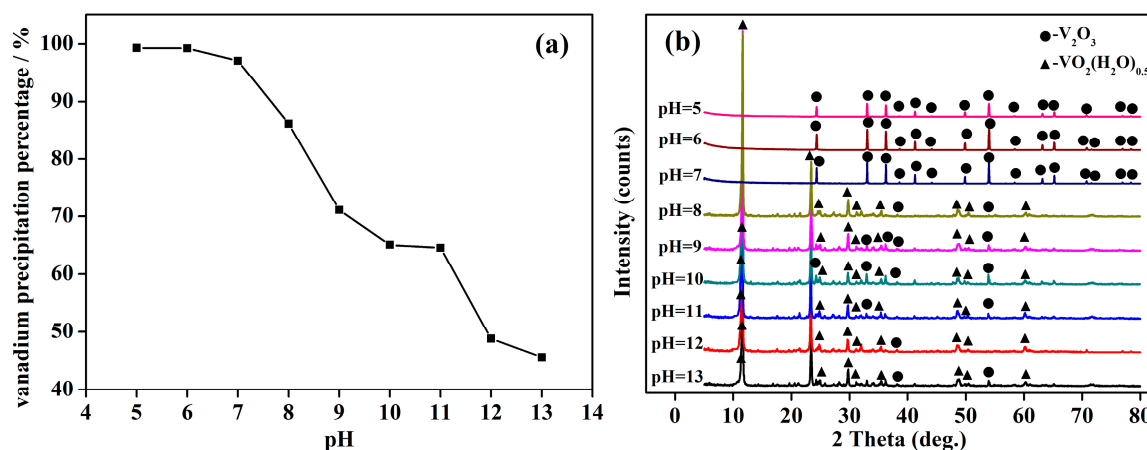 (a)
vanadium precipitation percentage / %
100
90
80
70
60
50
40
4 5 6 7 8 9 10 11 12 13 14
pH
(b)
●-V₂O₃
▲-VO₂(H₂O)₀.₅
Intensity (counts)
pH=5
pH=6
pH=7
pH=8
pH=9
pH=10
pH=11
pH=12
pH=13
0 10 20 30 40 50 60 70 80
2 Theta (deg.)